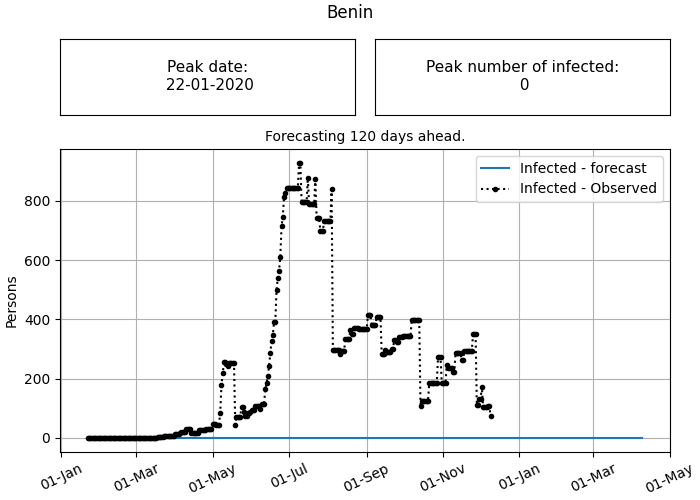 Benin
Peak date:
22-01-2020
Peak number of infected:
0
Forecasting 120 days ahead.
Infected - forecast
Infected - Observed
Persons
800
600
400
200
0
01-Jan
01-Mar
01-May
01-Jul
01-Sep
01-Nov
01-Jan
01-Mar
01-May